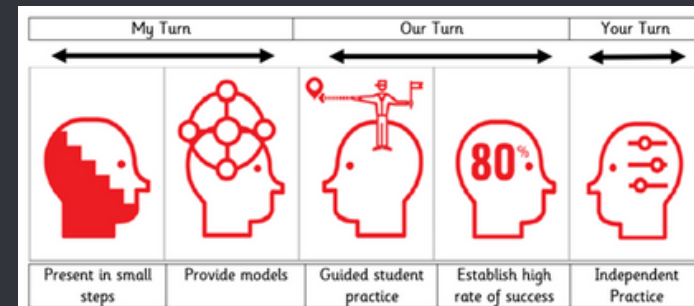 My Turn
Our Turn
Your Turn
80%
Present in small
steps
Provide models
Guided student
practice
Establish high
rate of success
Independent
Practice